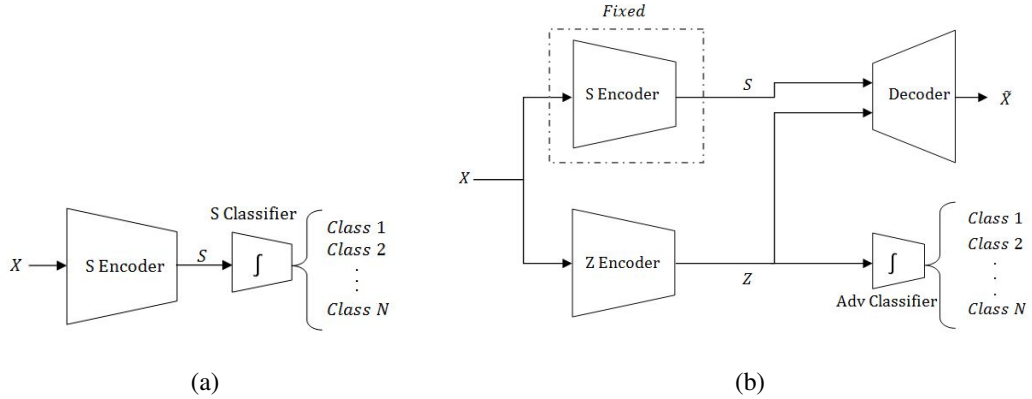 X
S Encoder
S
S Classifier
∫
Class 1
Class 2
.
.
.
Class N
(a)
Fixed
X
S Encoder
S
Decoder
X̃
Z Encoder
Z
∫
Adv Classifier
Class 1
Class 2
.
.
.
Class N
(b)